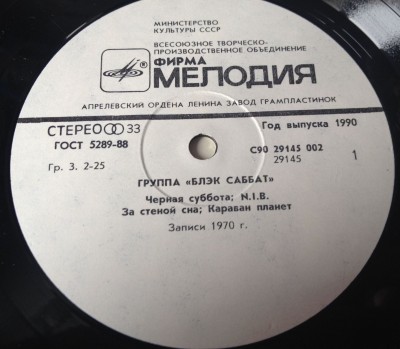 МИНИСТЕРСТВО
КУЛЬТУРЫ СССР
ВСЕСОЮЗНОЕ ТВОРЧЕСКО-
ПРОИЗВОДСТВЕННОЕ ОБЪЕДИНЕНИЕ
ФИРМА
МЕЛОДИЯ
АПРЕЛЕВСКИЙ ОРДЕНА ЛЕНИНА ЗАВОД ГРАМПЛАСТИНОК
СТЕРЕО 33
Год выпуска 1990
ГОСТ 5289-88
С90 29145 002
Гр. 3. 2-25
29145
1
ГРУППА «БЛЭК САББАТ»
Черная суббота; N.I.B.
За стеной сна; Караван планет
Записи 1970 г.